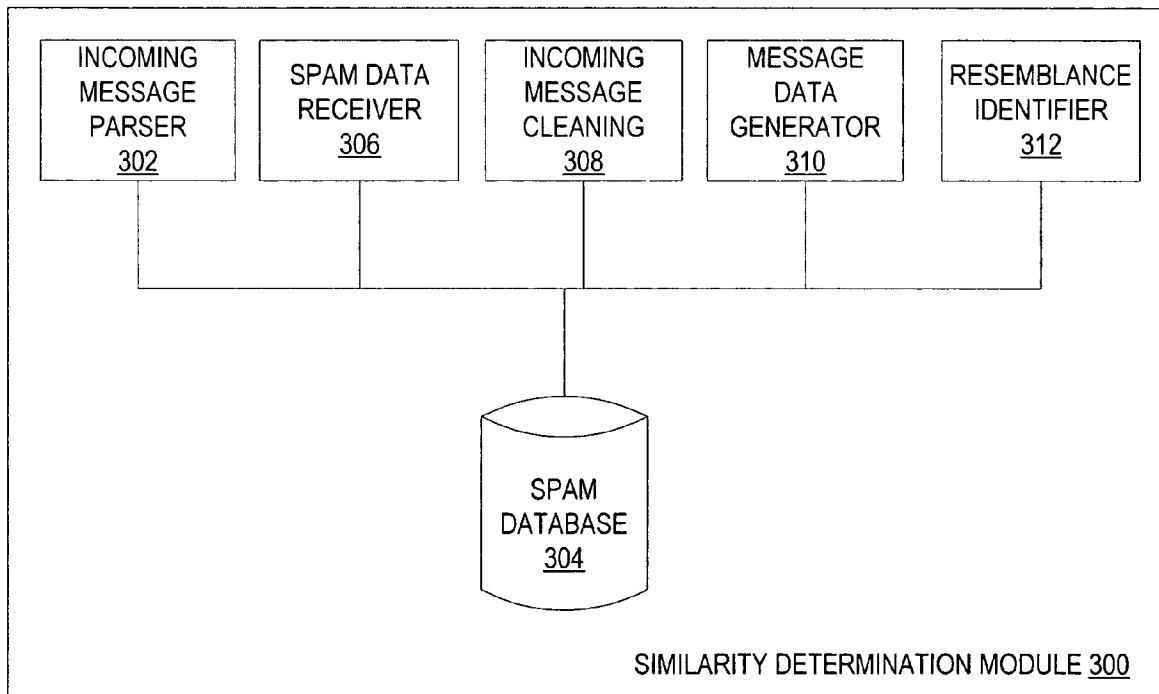 INCOMING
MESSAGE
PARSER
302
SPAM DATA
RECEIVER
306
INCOMING
MESSAGE
CLEANING
308
MESSAGE
DATA
GENERATOR
310
RESEMBLANCE
IDENTIFIER
312
SPAM
DATABASE
304
SIMILARITY DETERMINATION MODULE 300